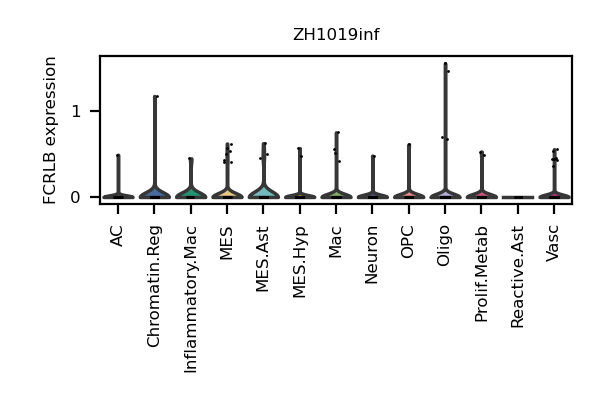 ZH1019inf
FCRLB expression
1
0
AC
Chromatin.Reg
Inflammatory.Mac
MES
MES.Ast
MES.Hyp
Mac
Neuron
OPC
Oligo
Prolif.Metab
Reactive.Ast
Vasc